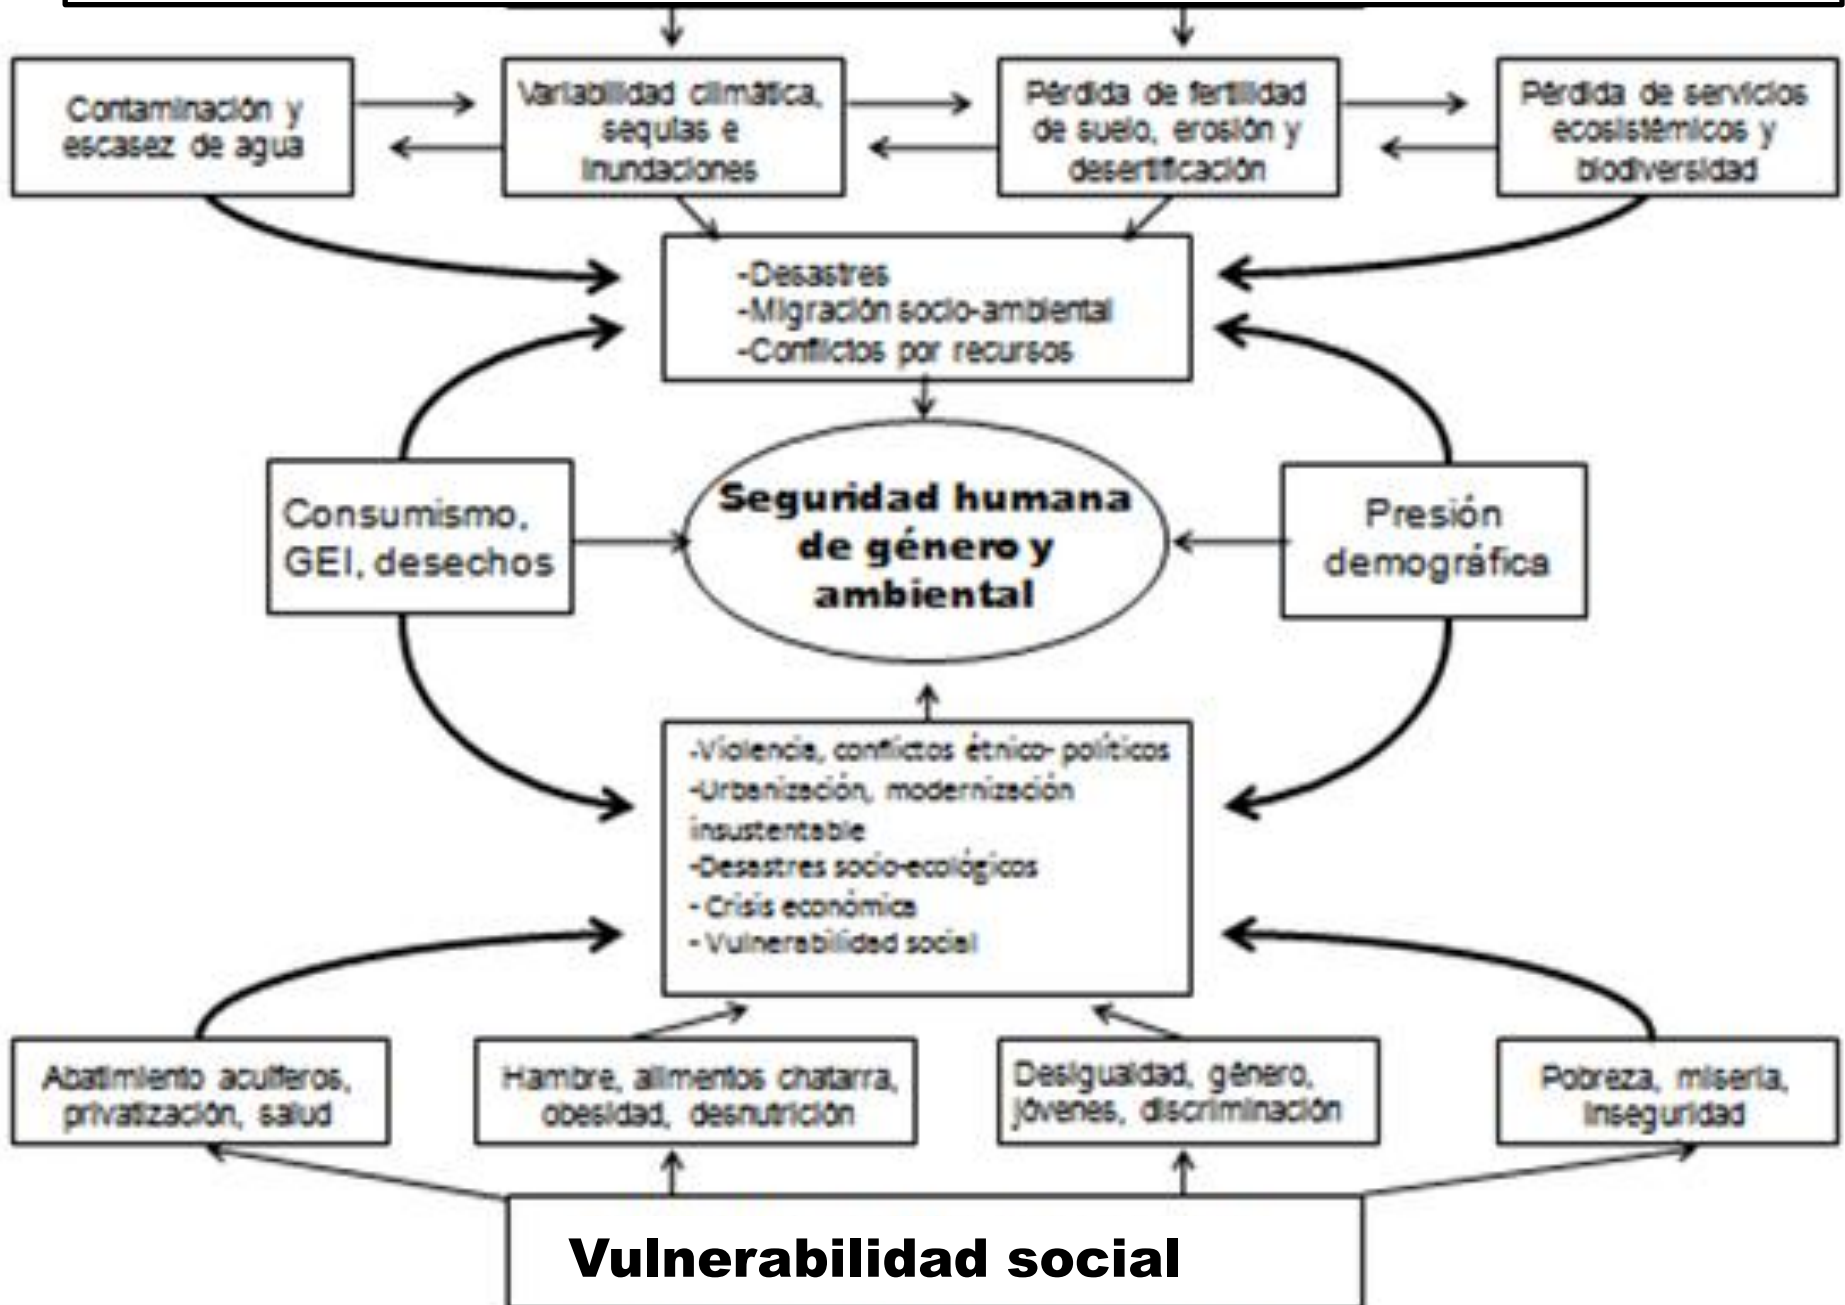 Contaminación y
escasez de agua
Variabilidad climática,
sequías e
inundaciones
Pérdida de fertilidad
de suelo, erosión y
desertificación
Pérdida de servicios
ecosistémicos y
biodiversidad
-Desastres
-Migración socio-ambiental
-Conflictos por recursos
Consumismo,
GEI, desechos
Seguridad humana
de género y
ambiental
Presión
demográfica
-Violencia, conflictos étnico- políticos
-Urbanización, modernización
insustentable
-Desastres socio-ecológicos
- Crisis económica
- Vulnerabilidad social
Abatimiento acuíferos,
privatización, salud
Hambre, alimentos chatarra,
obesidad, desnutrición
Desigualdad, género,
jóvenes, discriminación
Pobreza, miseria,
inseguridad
Vulnerabilidad social